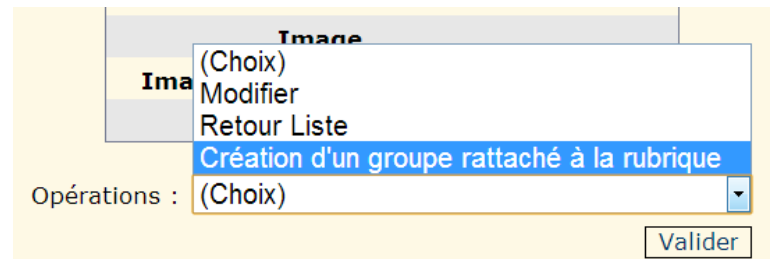 Image
(Choix)
Ima
Modifier
Retour Liste
Création d'un groupe rattaché à la rubrique
Opérations : (Choix)
Valider